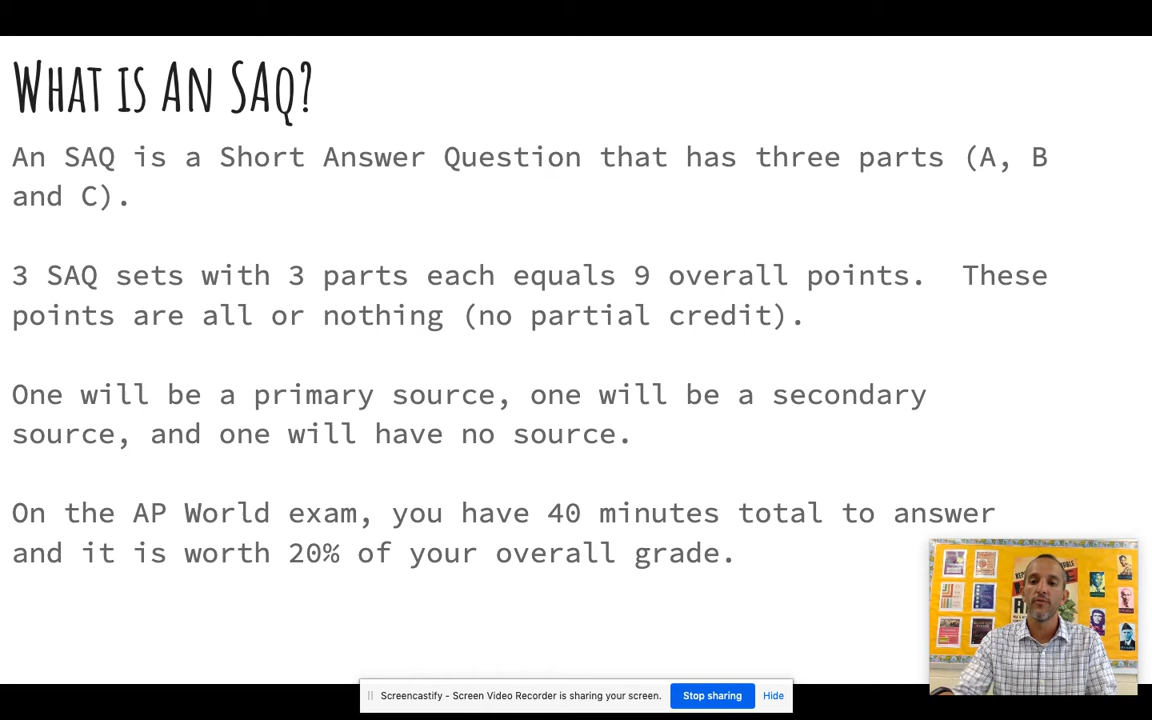 What is An SAQ?
An SAQ is a Short Answer Question that has three parts (A, B
and C).
3 SAQ sets with 3 parts each equals 9 overall points.  These
points are all or nothing (no partial credit).
One will be a primary source, one will be a secondary
source, and one will have no source.
On the AP World exam, you have 40 minutes total to answer
and it is worth 20% of your overall grade.
Screencastify - Screen Video Recorder is sharing your screen.
Stop sharing
Hide